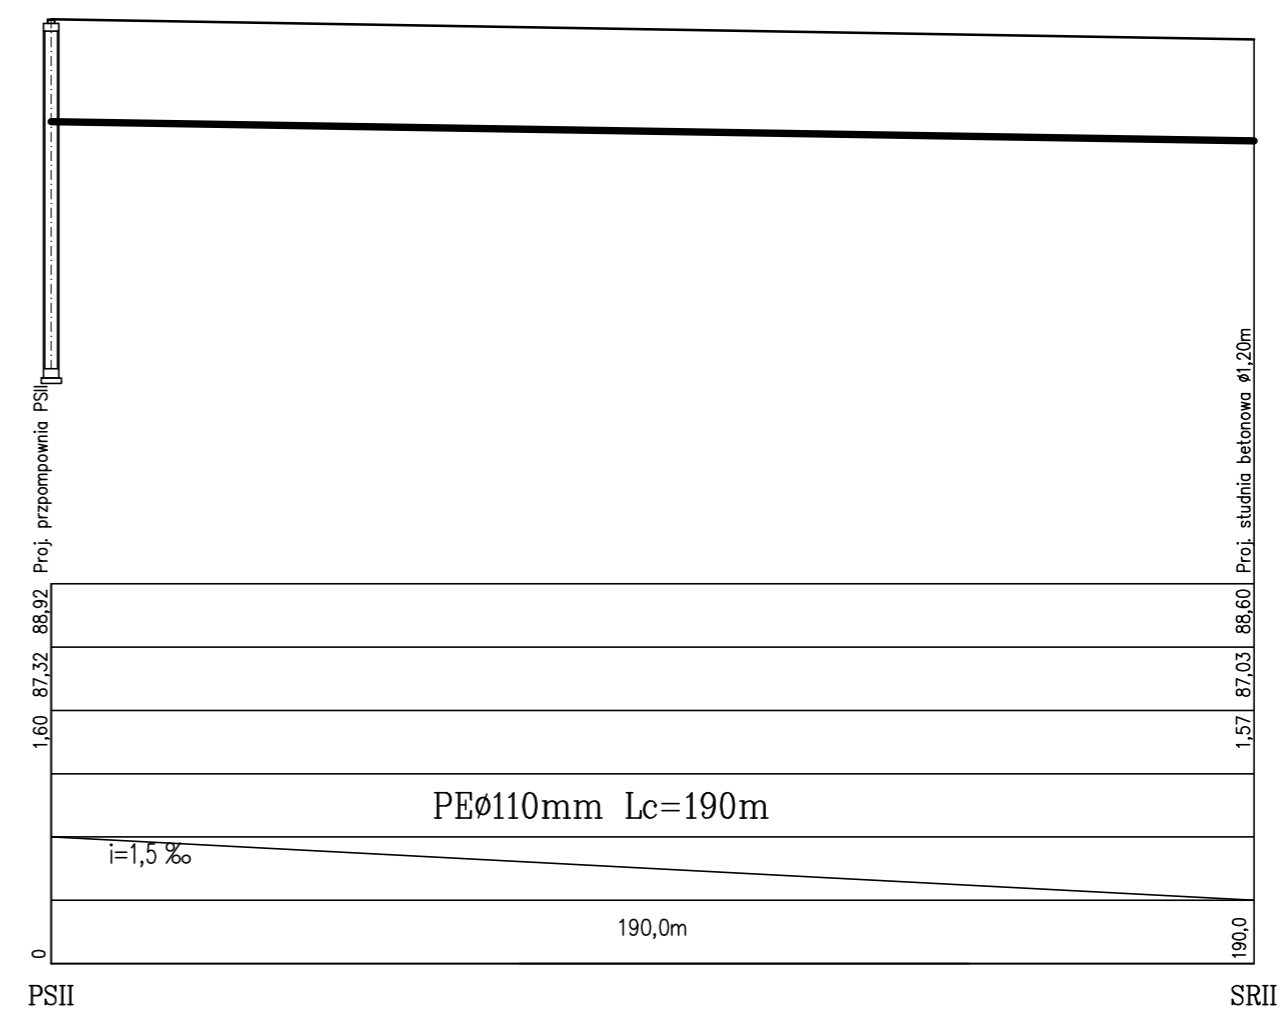 Proj. przpompownia PSII
Proj. studnia betonowa ø1,20m
88,92
88,60
87,32
87,03
1,60
1,57
PEø110mm Lc=190m
i=1,5 ‰
190,0m
0
190,0
PSII
SRII